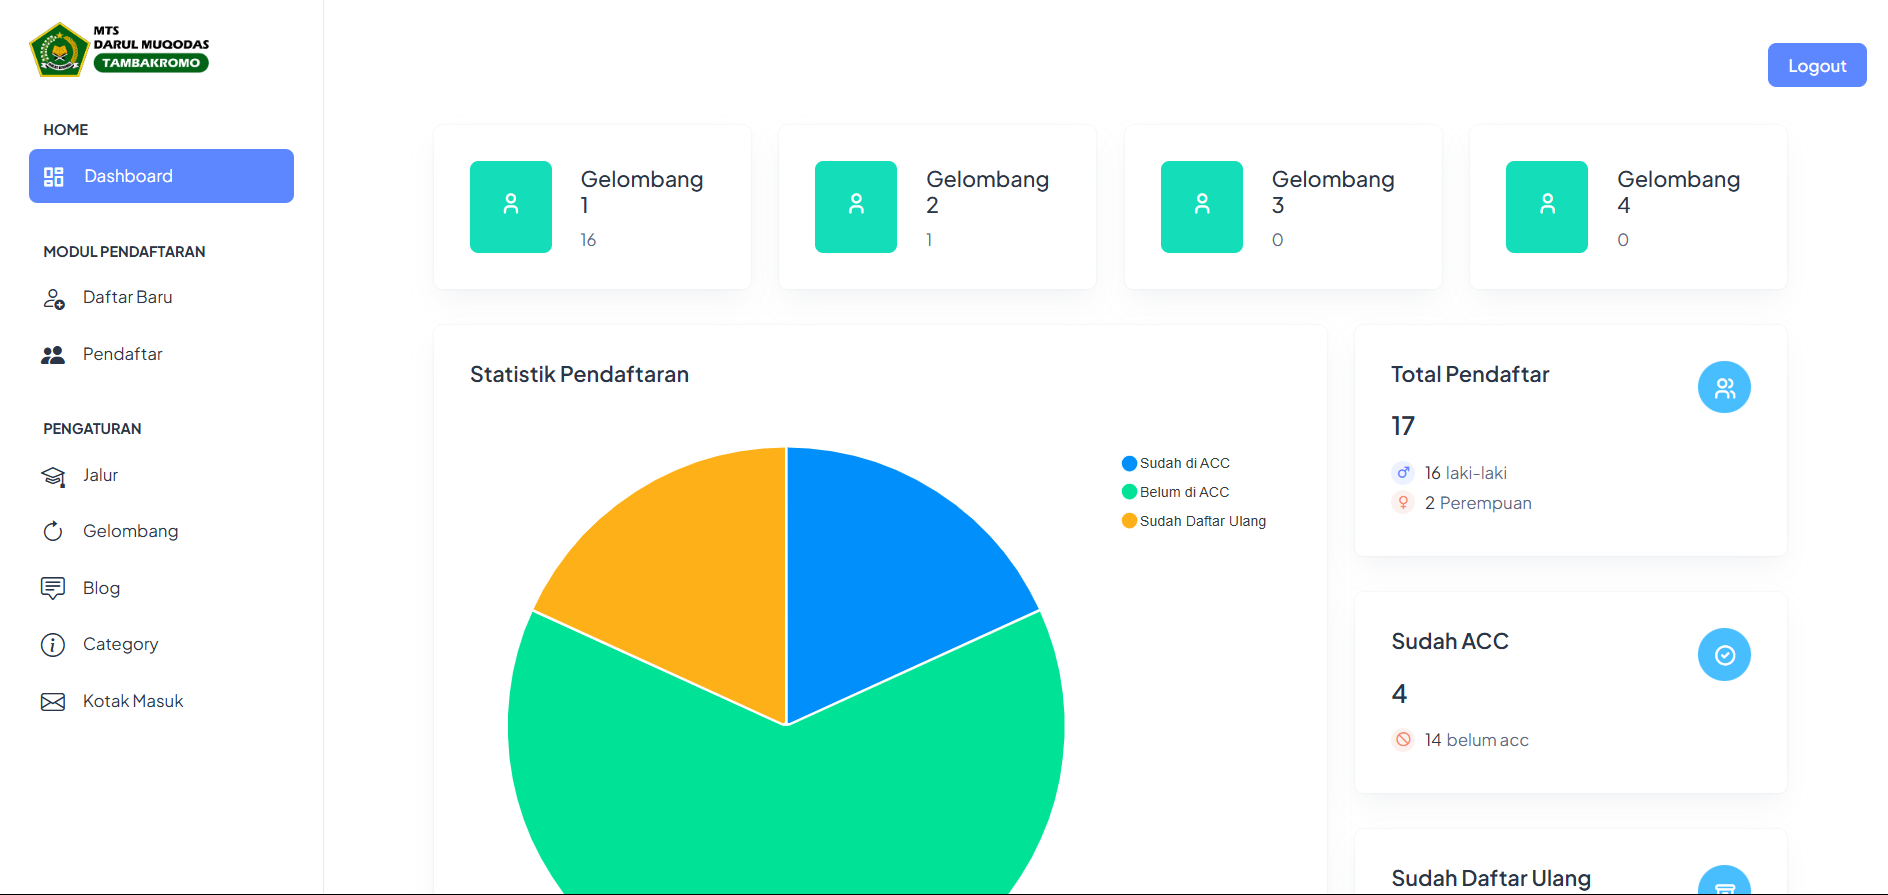 MTS
DARUL MUQODAS
TAMBAKROMO
HOME
Dashboard
MODUL PENDAFTARAN
Daftar Baru
Pendaftar
PENGATURAN
Jalur
Gelombang
Blog
Category
Kotak Masuk
Logout
Gelombang
1
16
Gelombang
2
1
Gelombang
3
0
Gelombang
4
0
Statistik Pendaftaran
Sudah di ACC
Belum di ACC
Sudah Daftar Ulang
Total Pendaftar
17
16 laki-laki
2 Perempuan
Sudah ACC
4
14 belum acc
Sudah Daftar Ulang